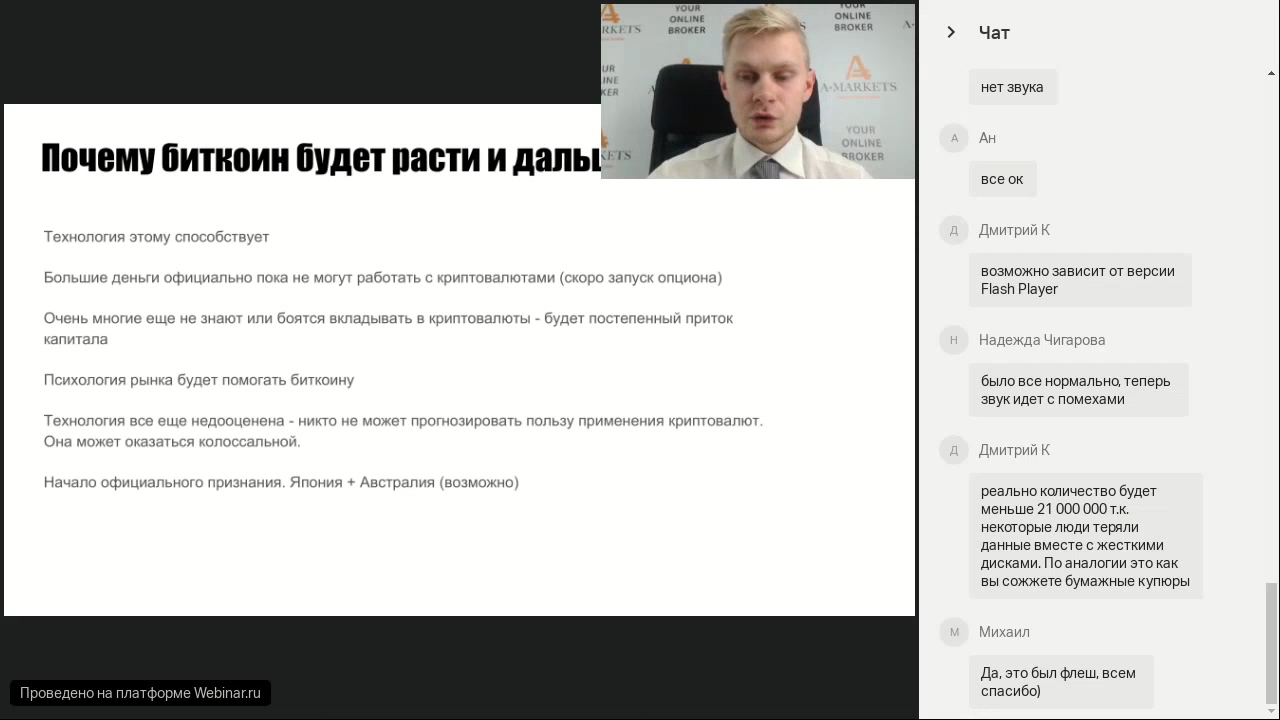 Почему биткоин будет расти и
Технология этому способствует
Большие деньги официально пока не могут работать с криптовалютами (скоро запуск опциона)
Очень многие еще не знают или боятся вкладывать в криптовалюты - будет постепенный приток
капитала
Психология рынка будет помогать биткоину
Технология все еще недооценена - никто не может прогнозировать пользу применения криптовалют.
Она может оказаться колоссальной.
Начало официального признания. Япония + Австралия (возможно)
YOUR
ONLINE
BROKER
YOUR
ONLINE
BROKER
A-MARKETS
YOUR
ONLINE
BROKER
Проведено на платформе Webinar.ru
Чат
нет звука
А
Ан
все ок
Д
Дмитрий К
возможно зависит от версии
Flash Player
Н
Надежда Чигарова
было все нормально, теперь
звук идет с помехами
Д
Дмитрий К
реально количество будет
меньше 21 000 000 т.к.
некоторые люди теряли
данные вместе с жесткими
дисками. По аналогии это как
вы сожжете бумажные купюры
М
Михаил
Да, это был флеш, всем
спасибо)